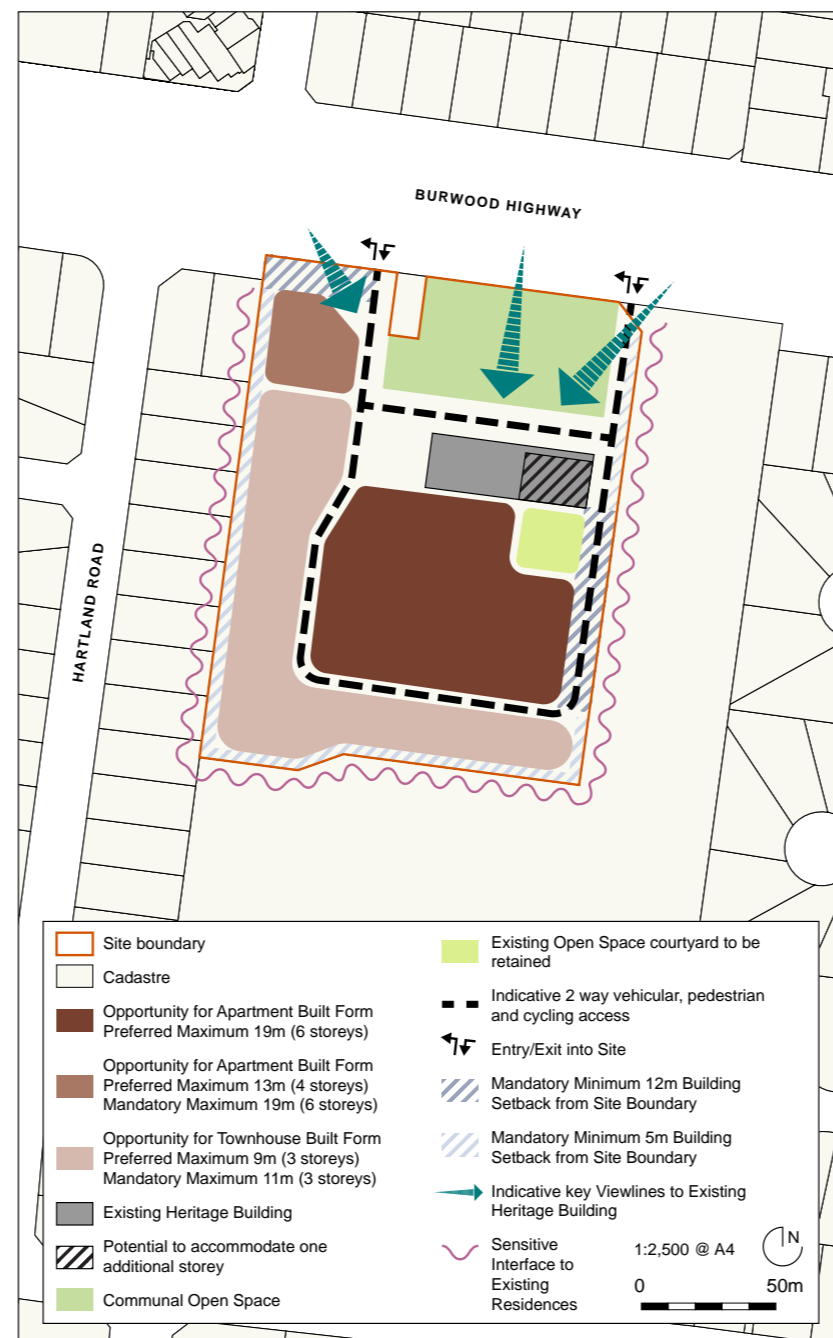 BURWOOD HIGHWAY
HARTLAND ROAD
Site boundary
Cadastre
Opportunity for Apartment Built Form
Preferred Maximum 19m (6 storeys)
Opportunity for Apartment Built Form
Preferred Maximum 13m (4 storeys)
Mandatory Maximum 19m (6 storeys)
Opportunity for Townhouse Built Form
Preferred Maximum 9m (3 storeys)
Mandatory Maximum 11m (3 storeys)
Existing Heritage Building
Potential to accommodate one
additional storey
Communal Open Space
Existing Open Space courtyard to be
retained
Indicative 2 way vehicular, pedestrian
and cycling access
Entry/Exit into Site
Mandatory Minimum 12m Building
Setback from Site Boundary
Mandatory Minimum 5m Building
Setback from Site Boundary
Indicative key Viewlines to Existing
Heritage Building
Sensitive
Interface to
Existing
Residences
1:2,500 @ A4
N
0 50m